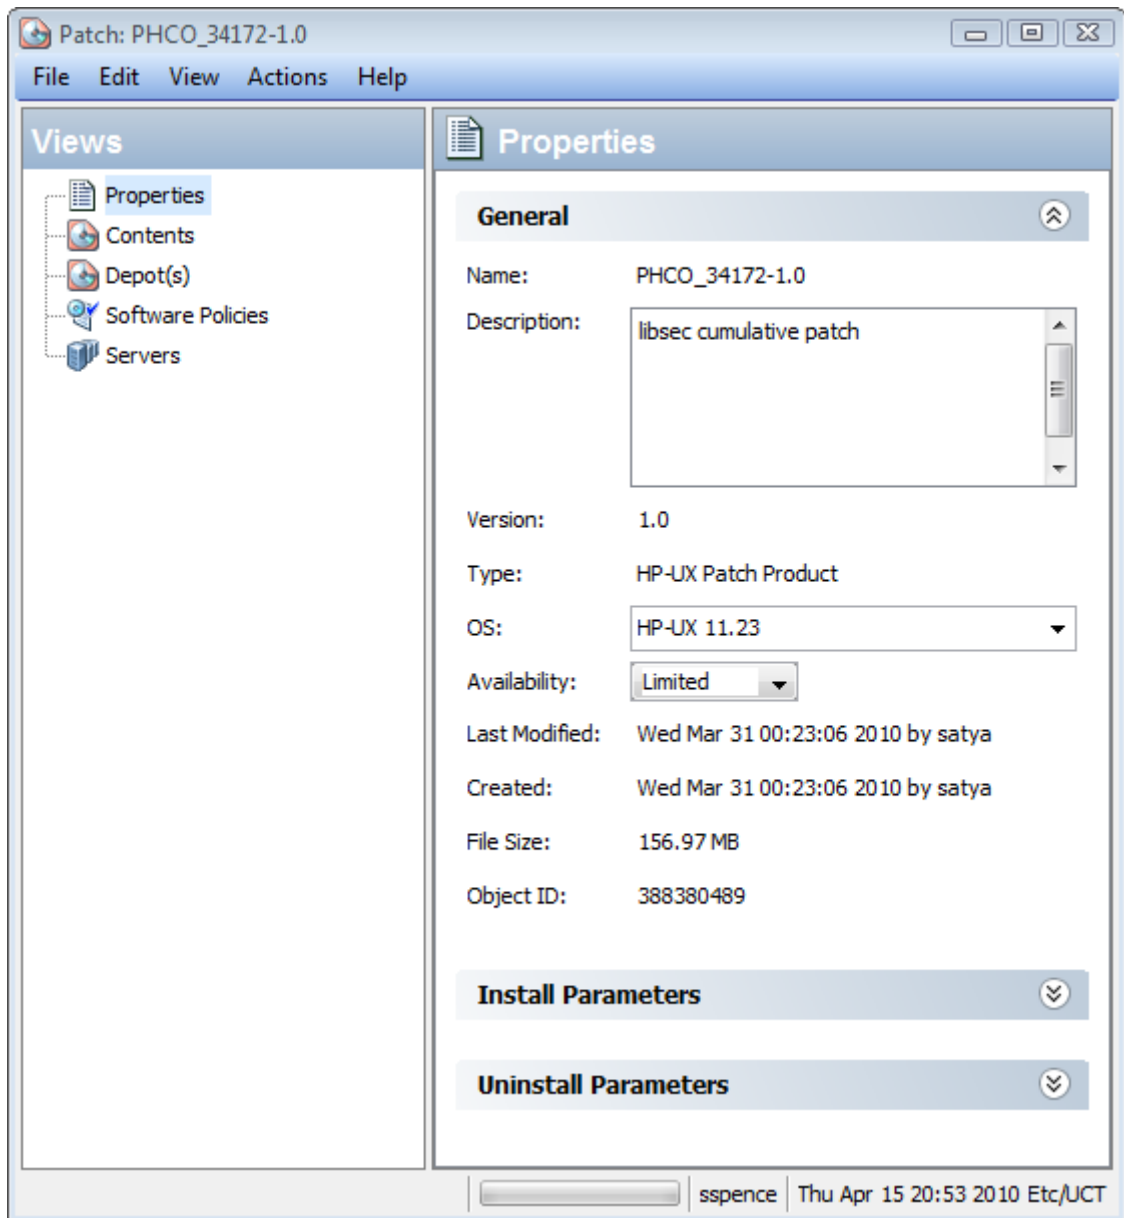 Patch: PHCO_34172-1.0
File Edit View Actions Help
Views
Properties
Contents
Depot(s)
Software Policies
Servers
Properties
General
Name: PHCO_34172-1.0
Description: libsec cumulative patch
Version: 1.0
Type: HP-UX Patch Product
OS: HP-UX 11.23
Availability: Limited
Last Modified: Wed Mar 31 00:23:06 2010 by satya
Created: Wed Mar 31 00:23:06 2010 by satya
File Size: 156.97 MB
Object ID: 388380489
Install Parameters
Uninstall Parameters
sspence Thu Apr 15 20:53 2010 Etc/UCT